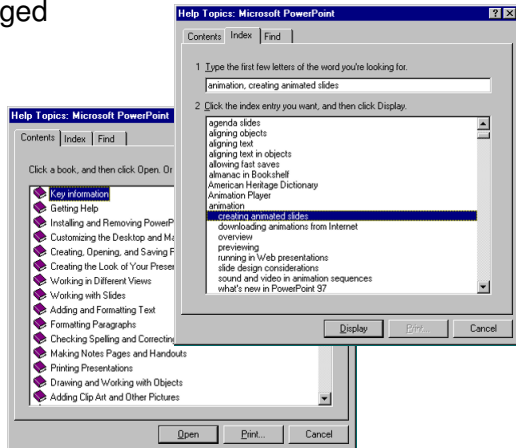 ged
Help Topics: Microsoft PowerPoint
Contents Index Find
1 Type the first few letters of the word you're looking for.
animation, creating animated slides
2 Click the index entry you want, and then click Display.
agenda slides
aligning objects
aligning text
aligning text in objects
allowing fast saves
almanac in Bookshelf
American Heritage Dictionary
Animation Player
animation
creating animated slides
downloading animations from Internet
overview
previewing
running in Web presentations
slide design considerations
sound and video in animation sequences
what's new in PowerPoint 97
Display Print... Cancel
Help Topics: Microsoft PowerPoint
Contents Index Find
Click a book, and then click Open. Or
Key information
Getting Help
Installing and Removing PowerP
Customizing the Desktop and Ma
Creating, Opening, and Saving P
Creating the Look of Your Preser
Working in Different Views
Working with Slides
Adding and Formatting Text
Formatting Paragraphs
Checking Spelling and Correcting
Making Notes Pages and Handouts
Printing Presentations
Drawing and Working with Objects
Adding Clip Art and Other Pictures
Open Print... Cancel